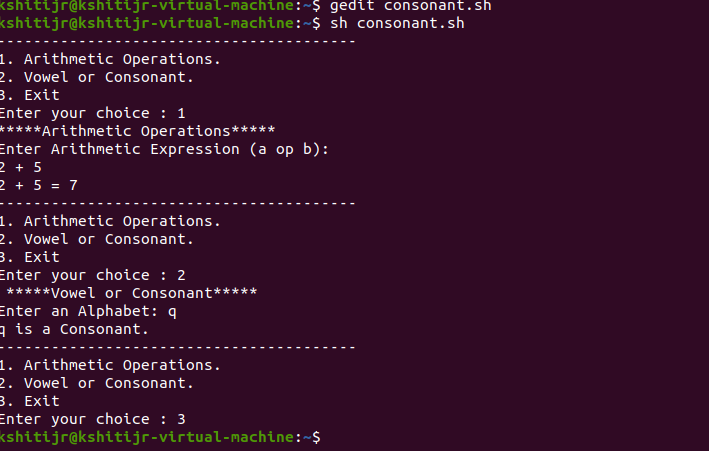 kshitijr@kshitijr-virtual-machine:~$ gedit consonant.sh
kshitijr@kshitijr-virtual-machine:~$ sh consonant.sh
----------------------------------------
1. Arithmetic Operations.
2. Vowel or Consonant.
3. Exit
Enter your choice : 1
*****Arithmetic Operations*****
Enter Arithmetic Expression (a op b):
2 + 5
2 + 5 = 7
----------------------------------------
1. Arithmetic Operations.
2. Vowel or Consonant.
3. Exit
Enter your choice : 2
*****Vowel or Consonant*****
Enter an Alphabet: q
q is a Consonant.
----------------------------------------
1. Arithmetic Operations.
2. Vowel or Consonant.
3. Exit
Enter your choice : 3
kshitijr@kshitijr-virtual-machine:~$